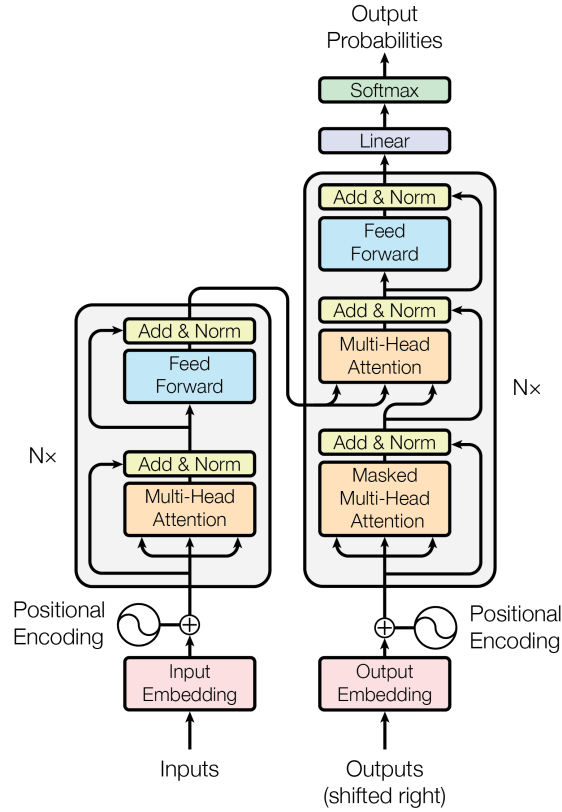 Output
Probabilities
Softmax
Linear
Add & Norm
Feed
Forward
Add & Norm
Multi-Head
Attention
Add & Norm
Masked
Multi-Head
Attention
N×
Add & Norm
Feed
Forward
Add & Norm
Multi-Head
Attention
N×
Positional
Encoding
Positional
Encoding
Input
Embedding
Output
Embedding
Inputs
Outputs
(shifted right)